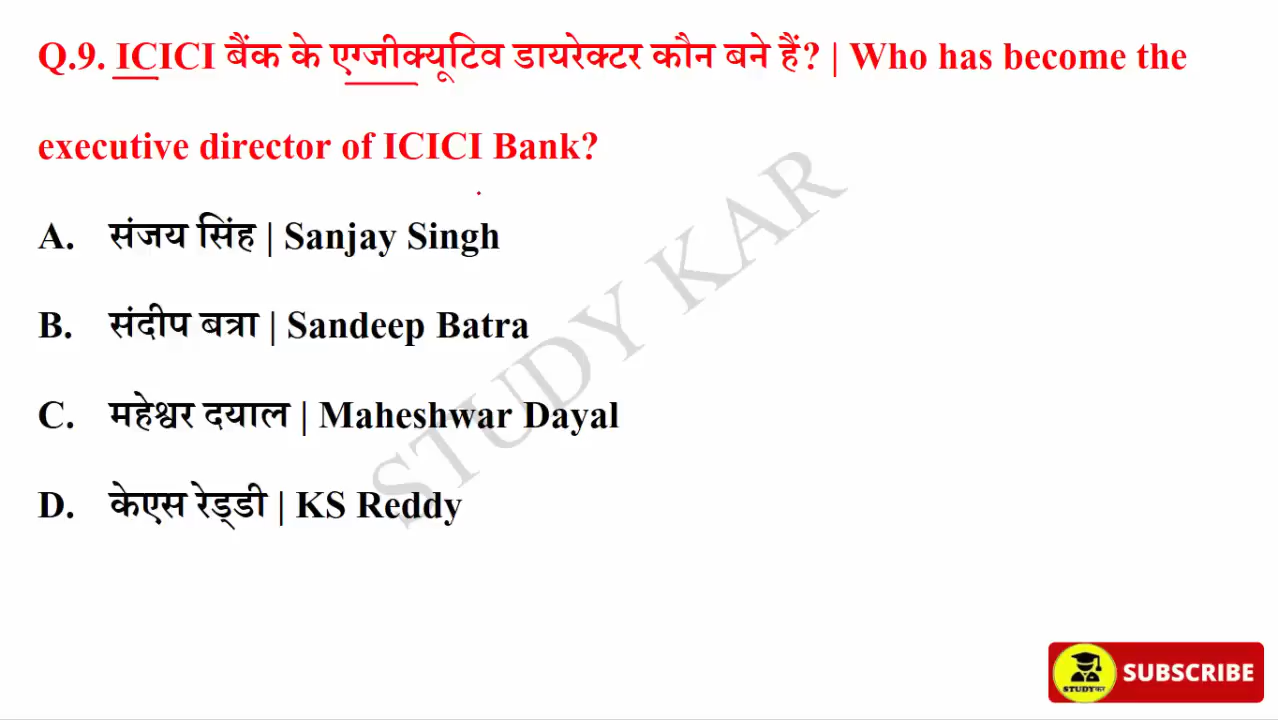 Q.9. ICICI बैंक के एग्जीक्यूटिव डायरेक्टर कौन बने हैं? | Who has become the
executive director of ICICI Bank?
A. संजय सिंह | Sanjay Singh
B. संदीप बत्रा | Sandeep Batra
C. महेश्वर दयाल | Maheshwar Dayal
D. केएस रेड्डी | KS Reddy
STUDY KAR
STUDYकर
SUBSCRIBE